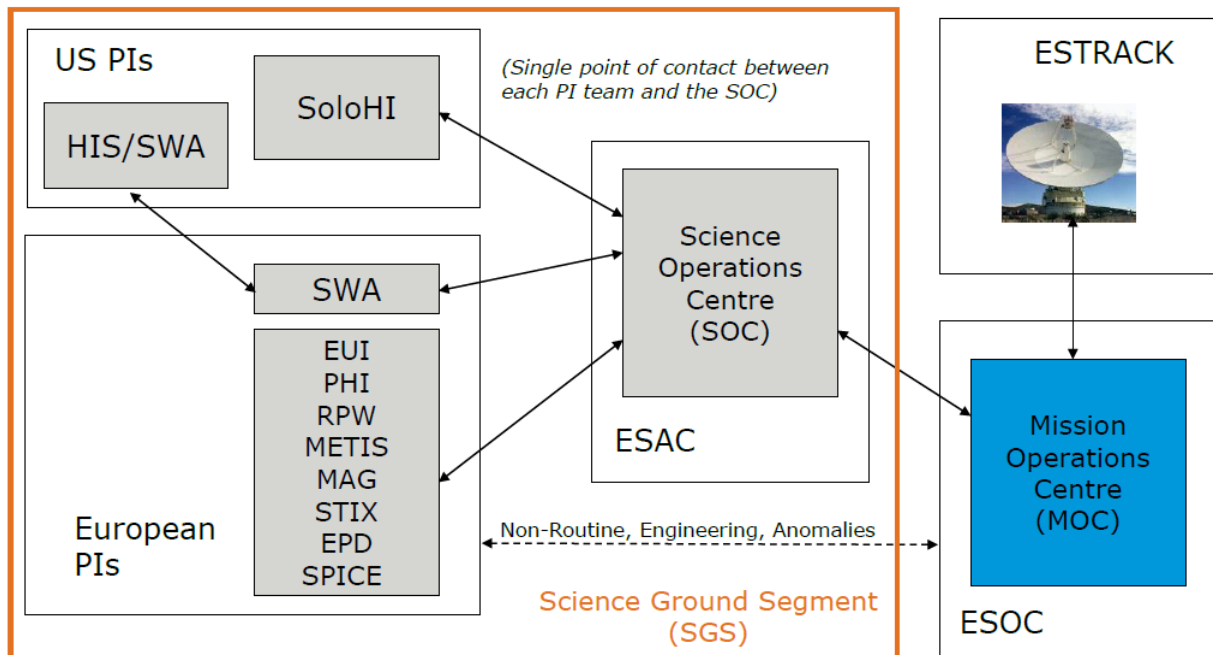 US PIs
SoloHI
HIS/SWA
(Single point of contact between
each PI team and the SOC)
ESTRACK
Science
Operations
Centre
(SOC)
ESAC
SWA
EUI
PHI
RPW
METIS
MAG
STIX
EPD
SPICE
European
PIs
Non-Routine, Engineering, Anomalies
Mission
Operations
Centre
(MOC)
ESOC
Science Ground Segment
(SGS)